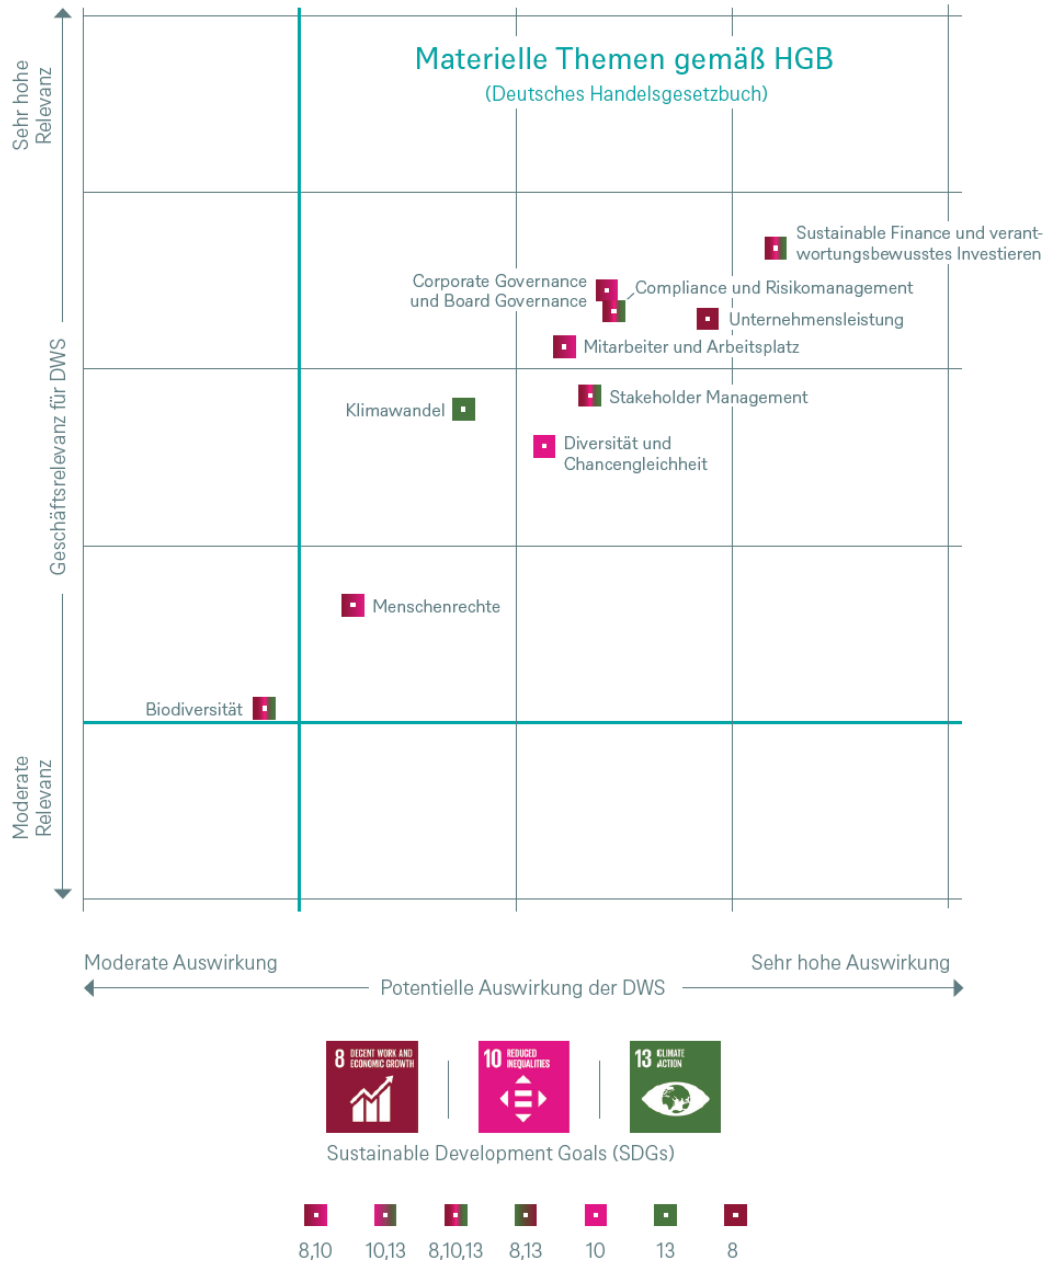 Materielle Themen gemäß HGB
(Deutsches Handelsgesetzbuch)
Sehr hohe
Relevanz
Geschäftsrelevanz für DWS
Moderate
Relevanz
Sustainable Finance und verant-
wortungsbewusstes Investieren
Corporate Governance
und Board Governance
Compliance und Risikomanagement
Unternehmensleistung
Mitarbeiter und Arbeitsplatz
Stakeholder Management
Klimawandel
Diversität und
Chancengleichheit
Menschenrechte
Biodiversität
Moderate Auswirkung
Sehr hohe Auswirkung
Potentielle Auswirkung der DWS
8 DECENT WORK AND
ECONOMIC GROWTH
10 REDUCED
INEQUALITIES
13 CLIMATE
ACTION
Sustainable Development Goals (SDGs)
8,10 10,13 8,10,13 8,13 10 13 8